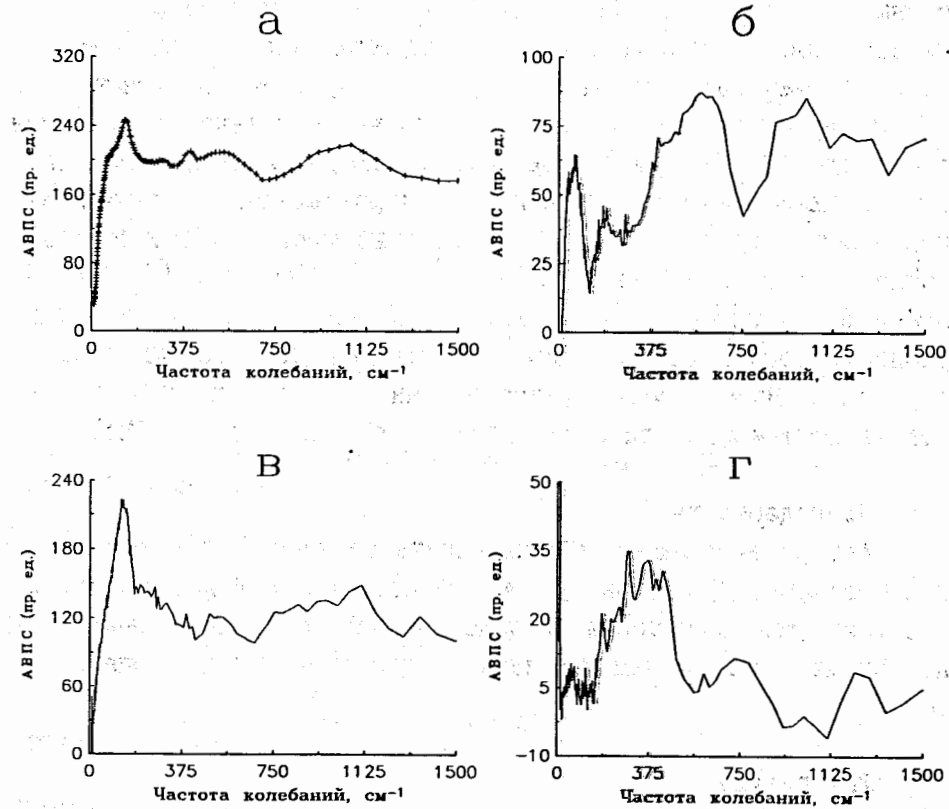 а
320
240
160
80
0
АВПС (пр. ед.)
0 375 750 1125 1500
Частота колебаний, см⁻¹
б
100
75
50
25
0
АВПС (пр. ед.)
0 375 750 1125 1500
Частота колебаний, см⁻¹
в
240
180
120
60
0
АВПС (пр. ед.)
0 375 750 1125 1500
Частота колебаний, см⁻¹
г
50
35
20
5
-10
АВПС (пр. ед.)
0 375 750 1125 1500
Частота колебаний, см⁻¹